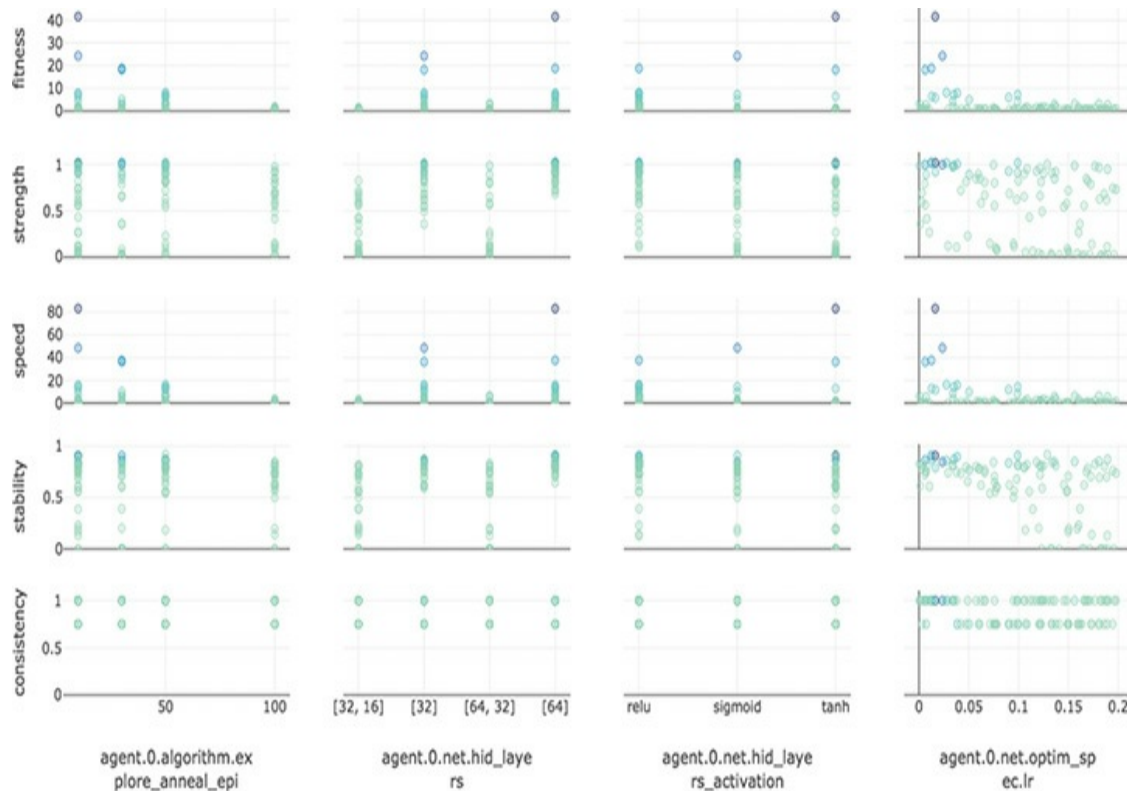 fitness
40
30
20
10
0
strength
1
0.5
0
speed
80
60
40
20
0
stability
1
0.5
0
consistency
1
0.5
0
50 100
[32, 16] [32] [64, 32] [64]
relu sigmoid tanh
0 0.05 0.1 0.15 0.2
agent.0.algorithm.ex
plore_anneal_epi
agent.0.net.hid_laye
rs
agent.0.net.hid_laye
rs_activation
agent.0.net.optim_sp
ec.lr